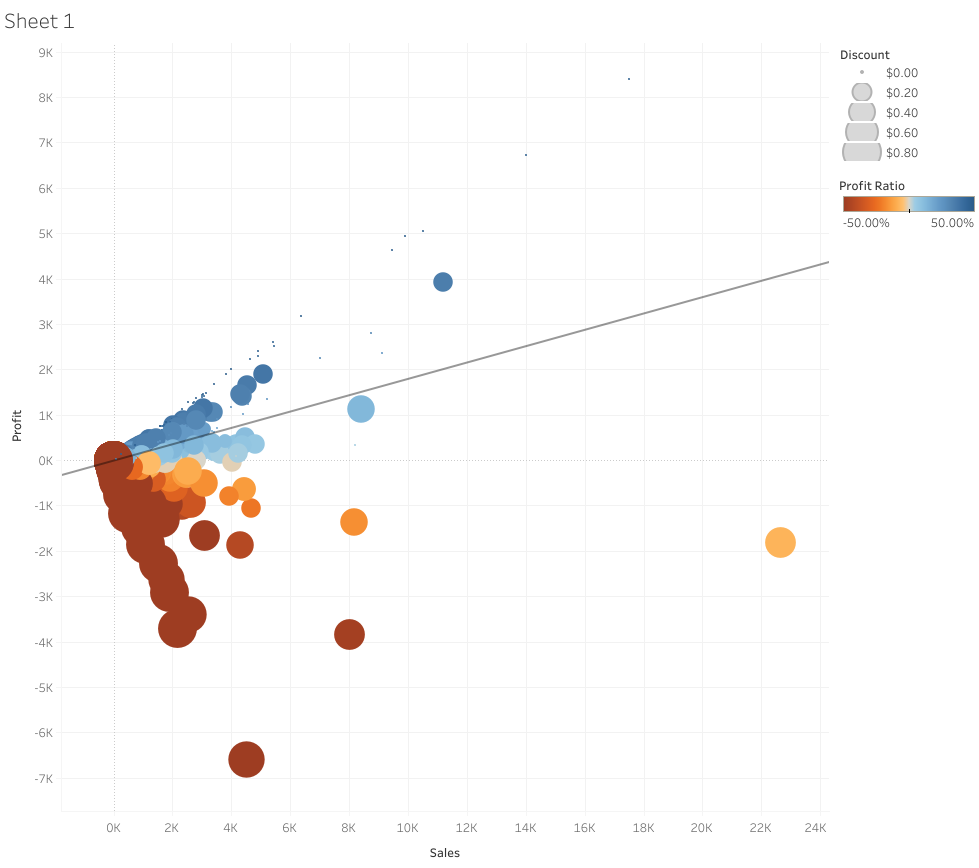 Sheet 1
9K
8K
7K
6K
5K
4K
3K
2K
1K
0K
-1K
-2K
-3K
-4K
-5K
-6K
-7K
Profit
0K 2K 4K 6K 8K 10K 12K 14K 16K 18K 20K 22K 24K
Sales
Discount
$0.00
$0.20
$0.40
$0.60
$0.80
Profit Ratio
-50.00% 50.00%